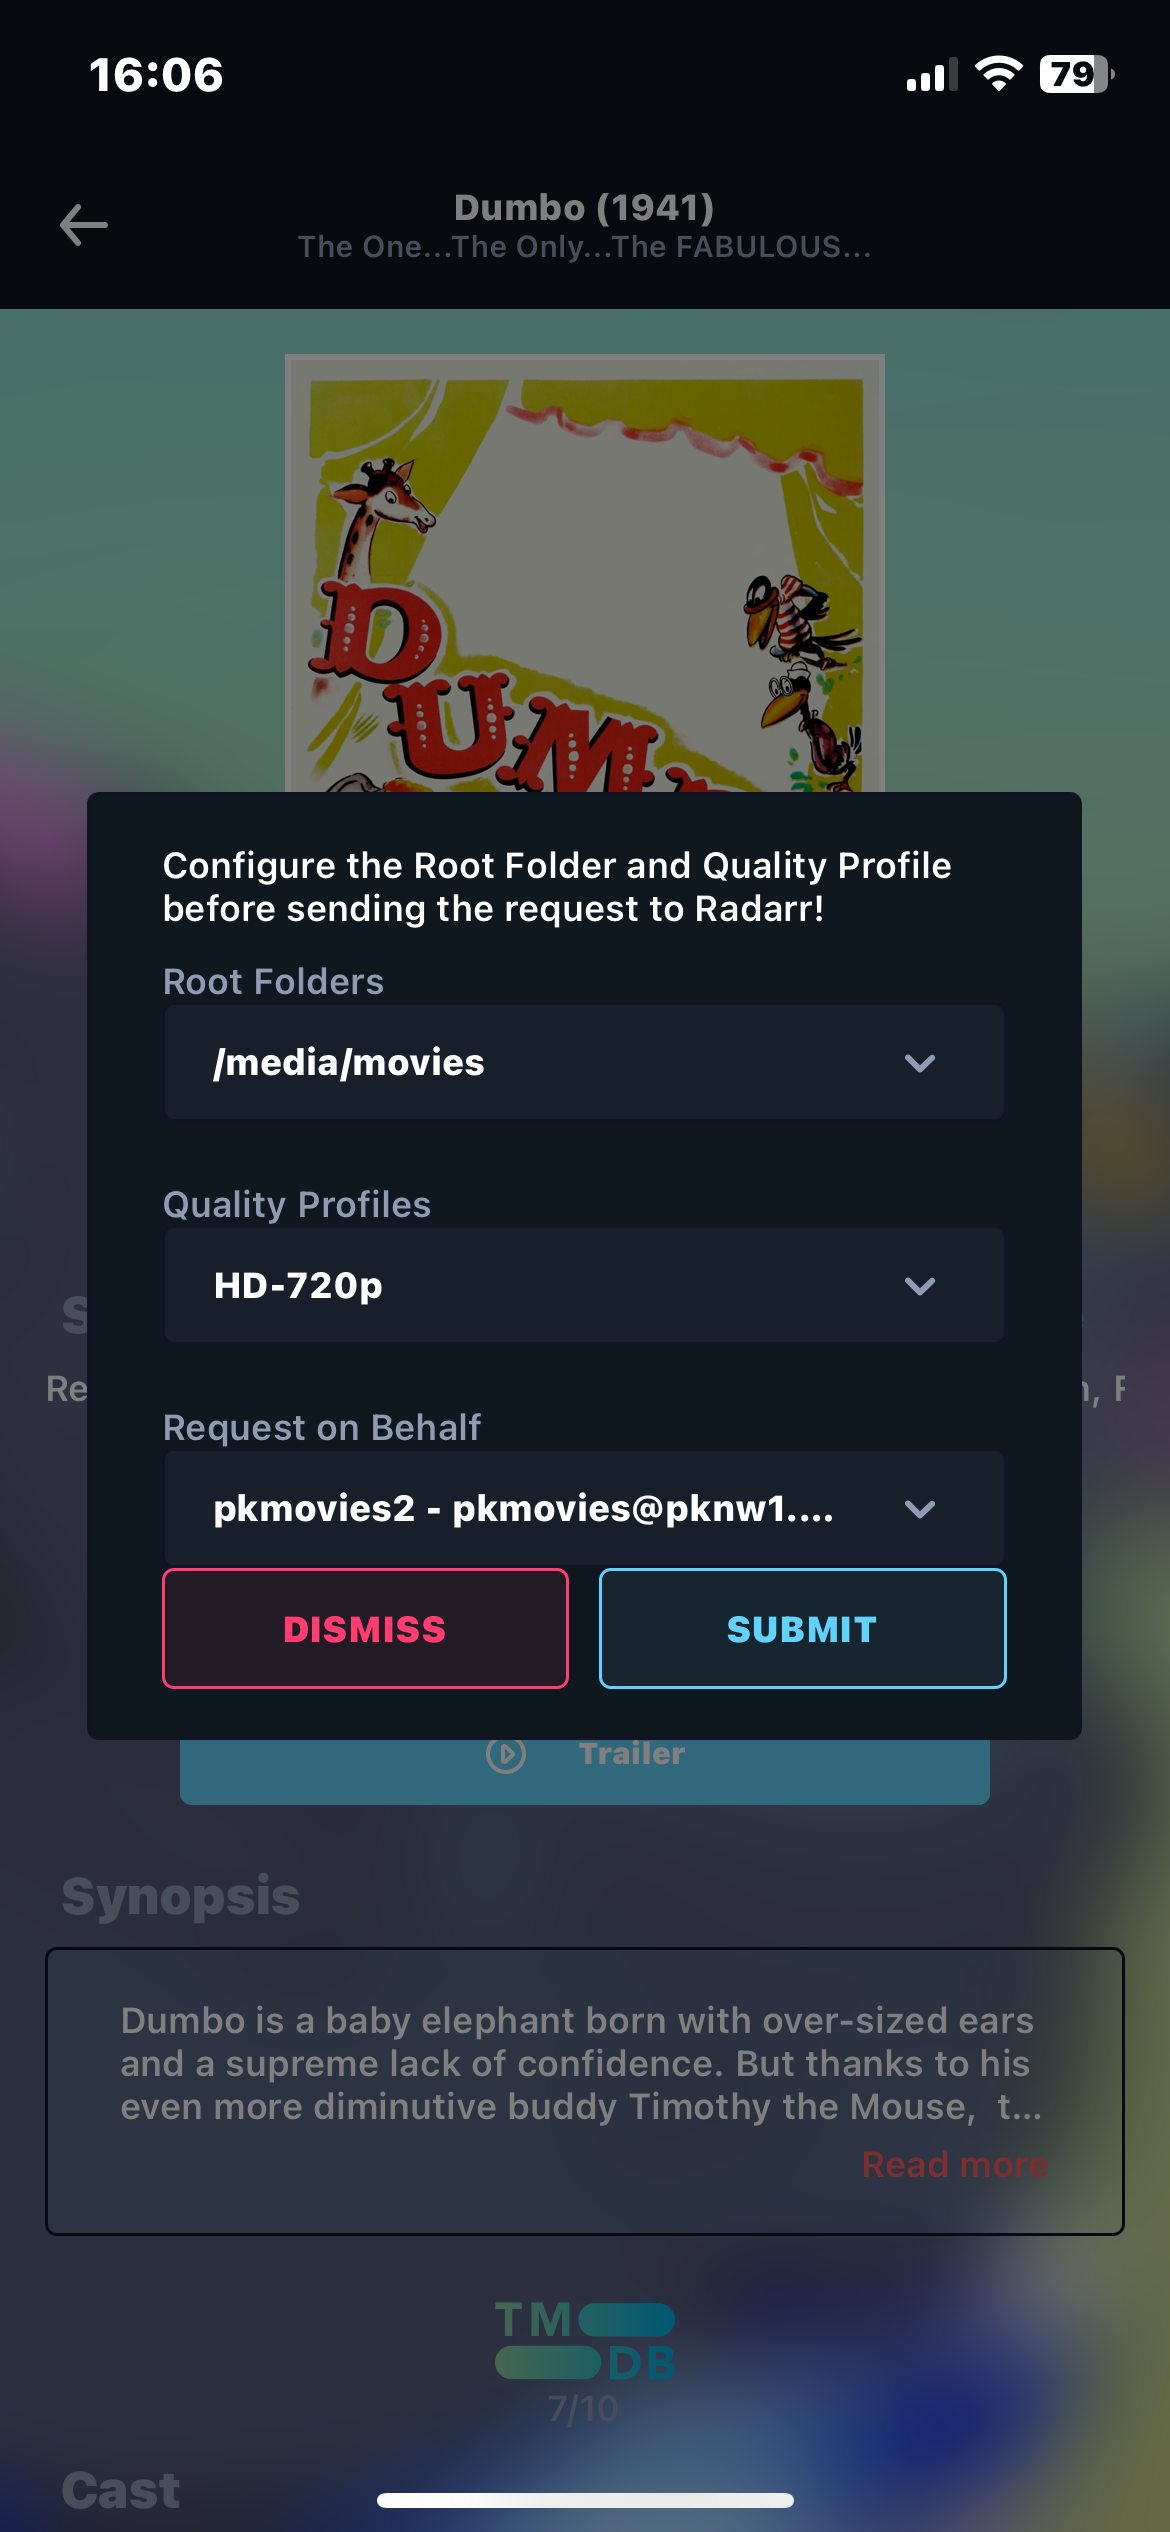 16:06
79
Dumbo (1941)
The One...The Only...The FABULOUS...
DUM
Configure the Root Folder and Quality Profile
before sending the request to Radarr!
Root Folders
/media/movies
Quality Profiles
HD-720p
Request on Behalf
pkmovies2 - pkmovies@pknw1....
DISMISS
SUBMIT
Trailer
Synopsis
Dumbo is a baby elephant born with over-sized ears
and a supreme lack of confidence. But thanks to his
even more diminutive buddy Timothy the Mouse,  t...
Read more
TM
DB
7/10
Cast